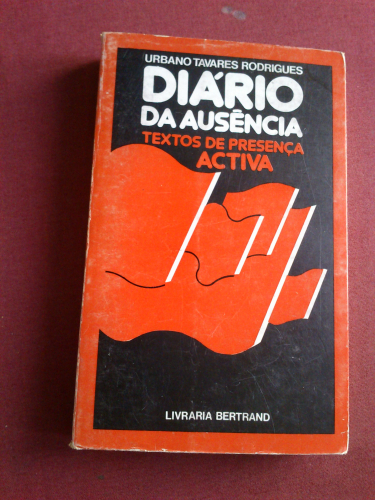 URBANO TAVARES RODRIGUES
DIÁRIO
DA AUSÊNCIA
TEXTOS DE PRESENÇA
ACTIVA
LIVRARIA BERTRAND